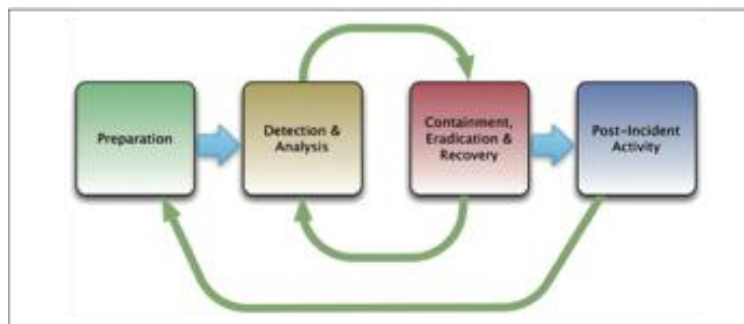 Preparation
Detection &
Analysis
Containment,
Eradication &
Recovery
Post-Incident
Activity